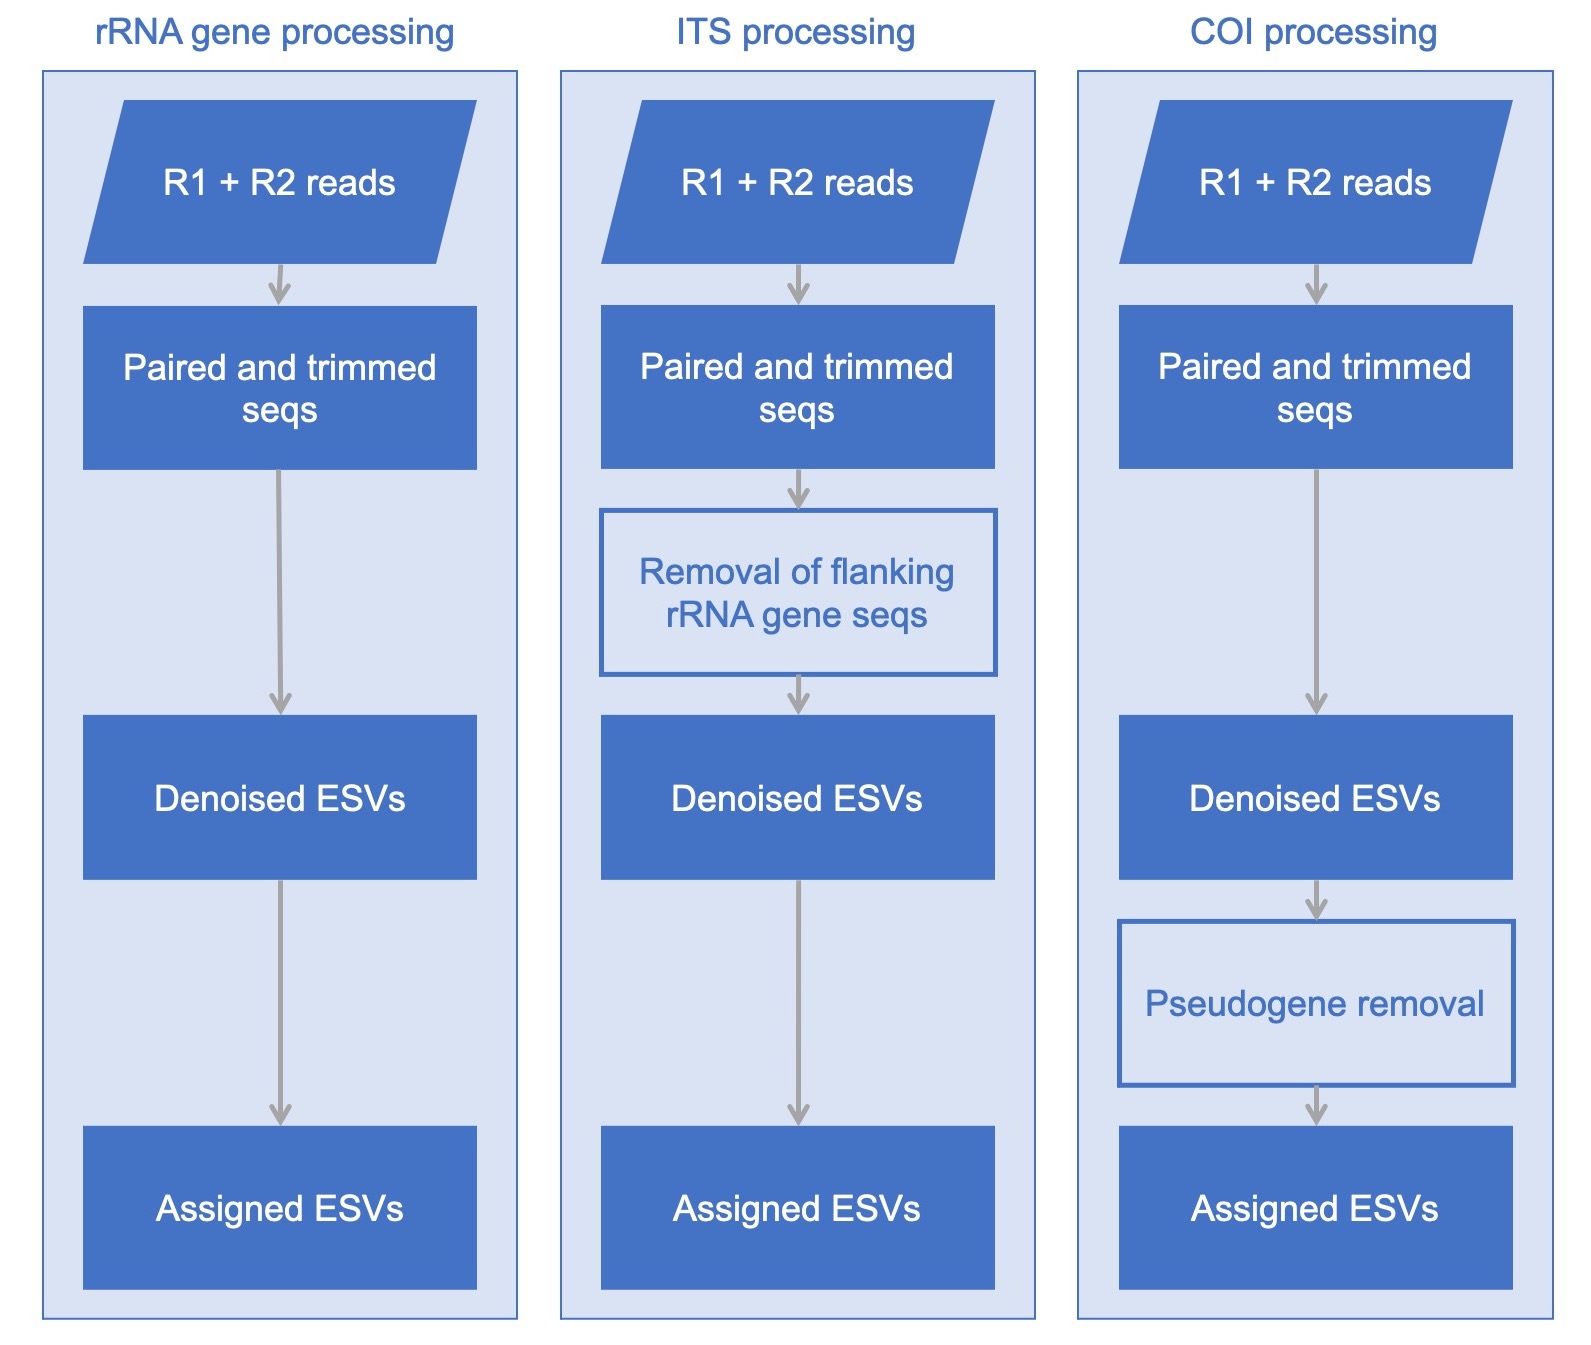 rRNA gene processing
R1 + R2 reads
Paired and trimmed
seqs
Denoised ESVs
Assigned ESVs
ITS processing
R1 + R2 reads
Paired and trimmed
seqs
Removal of flanking
rRNA gene seqs
Denoised ESVs
Assigned ESVs
COI processing
R1 + R2 reads
Paired and trimmed
seqs
Denoised ESVs
Pseudogene removal
Assigned ESVs